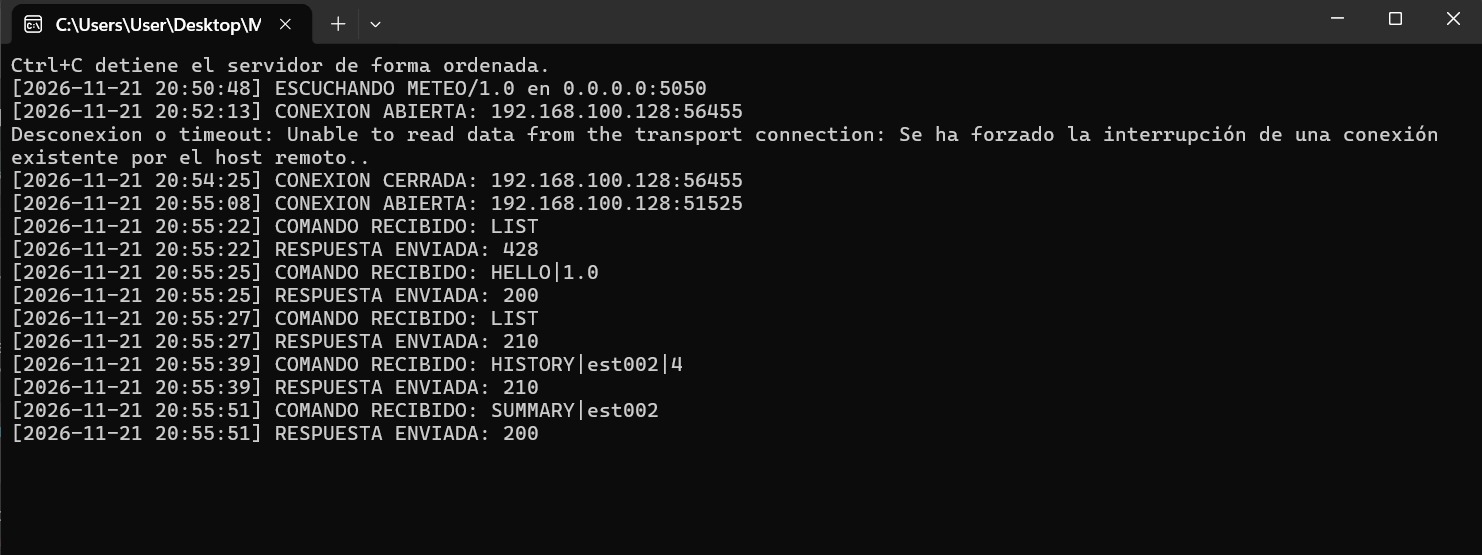 C:\Users\User\Desktop\M
Ctrl+C detiene el servidor de forma ordenada.
[2026-11-21 20:50:48] ESCUCHANDO METEO/1.0 en 0.0.0.0:5050
[2026-11-21 20:52:13] CONEXION ABIERTA: 192.168.100.128:56455
Desconexion o timeout: Unable to read data from the transport connection: Se ha forzado la interrupción de una conexión
existente por el host remoto..
[2026-11-21 20:54:25] CONEXION CERRADA: 192.168.100.128:56455
[2026-11-21 20:55:08] CONEXION ABIERTA: 192.168.100.128:51525
[2026-11-21 20:55:22] COMANDO RECIBIDO: LIST
[2026-11-21 20:55:22] RESPUESTA ENVIADA: 428
[2026-11-21 20:55:25] COMANDO RECIBIDO: HELLO|1.0
[2026-11-21 20:55:25] RESPUESTA ENVIADA: 200
[2026-11-21 20:55:27] COMANDO RECIBIDO: LIST
[2026-11-21 20:55:27] RESPUESTA ENVIADA: 210
[2026-11-21 20:55:39] COMANDO RECIBIDO: HISTORY|est002|4
[2026-11-21 20:55:39] RESPUESTA ENVIADA: 210
[2026-11-21 20:55:51] COMANDO RECIBIDO: SUMMARY|est002
[2026-11-21 20:55:51] RESPUESTA ENVIADA: 200